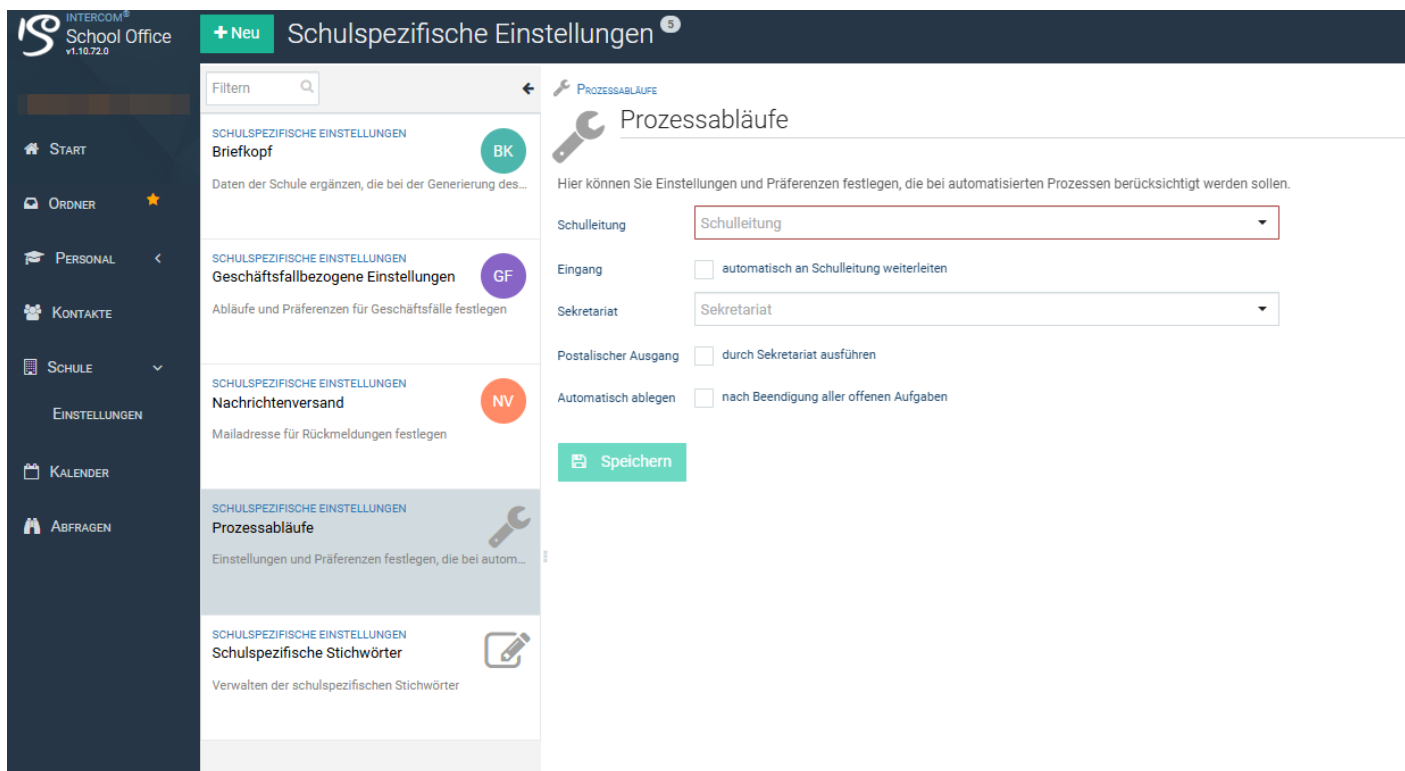 INTERCOM®
School Office
v1.10.72.0
+ Neu
Schulspezifische Einstellungen 5
START
ORDNER
PERSONAL
KONTAKTE
SCHULE
EINSTELLUNGEN
KALENDER
ABFRAGEN
Filtern
SCHULSPEZIFISCHE EINSTELLUNGEN
Briefkopf
BK
Daten der Schule ergänzen, die bei der Generierung des...
SCHULSPEZIFISCHE EINSTELLUNGEN
Geschäftsfallbezogene Einstellungen
GF
Abläufe und Präferenzen für Geschäftsfälle festlegen
SCHULSPEZIFISCHE EINSTELLUNGEN
Nachrichtenversand
NV
Mailadresse für Rückmeldungen festlegen
SCHULSPEZIFISCHE EINSTELLUNGEN
Prozessabläufe
Einstellungen und Präferenzen festlegen, die bei autom...
SCHULSPEZIFISCHE EINSTELLUNGEN
Schulspezifische Stichwörter
Verwalten der schulspezifischen Stichwörter
PROZESSABLÄUFE
Prozessabläufe
Hier können Sie Einstellungen und Präferenzen festlegen, die bei automatisierten Prozessen berücksichtigt werden sollen.
Schulleitung Schulleitung
Eingang automatisch an Schulleitung weiterleiten
Sekretariat Sekretariat
Postalischer Ausgang durch Sekretariat ausführen
Automatisch ablegen nach Beendigung aller offenen Aufgaben
Speichern